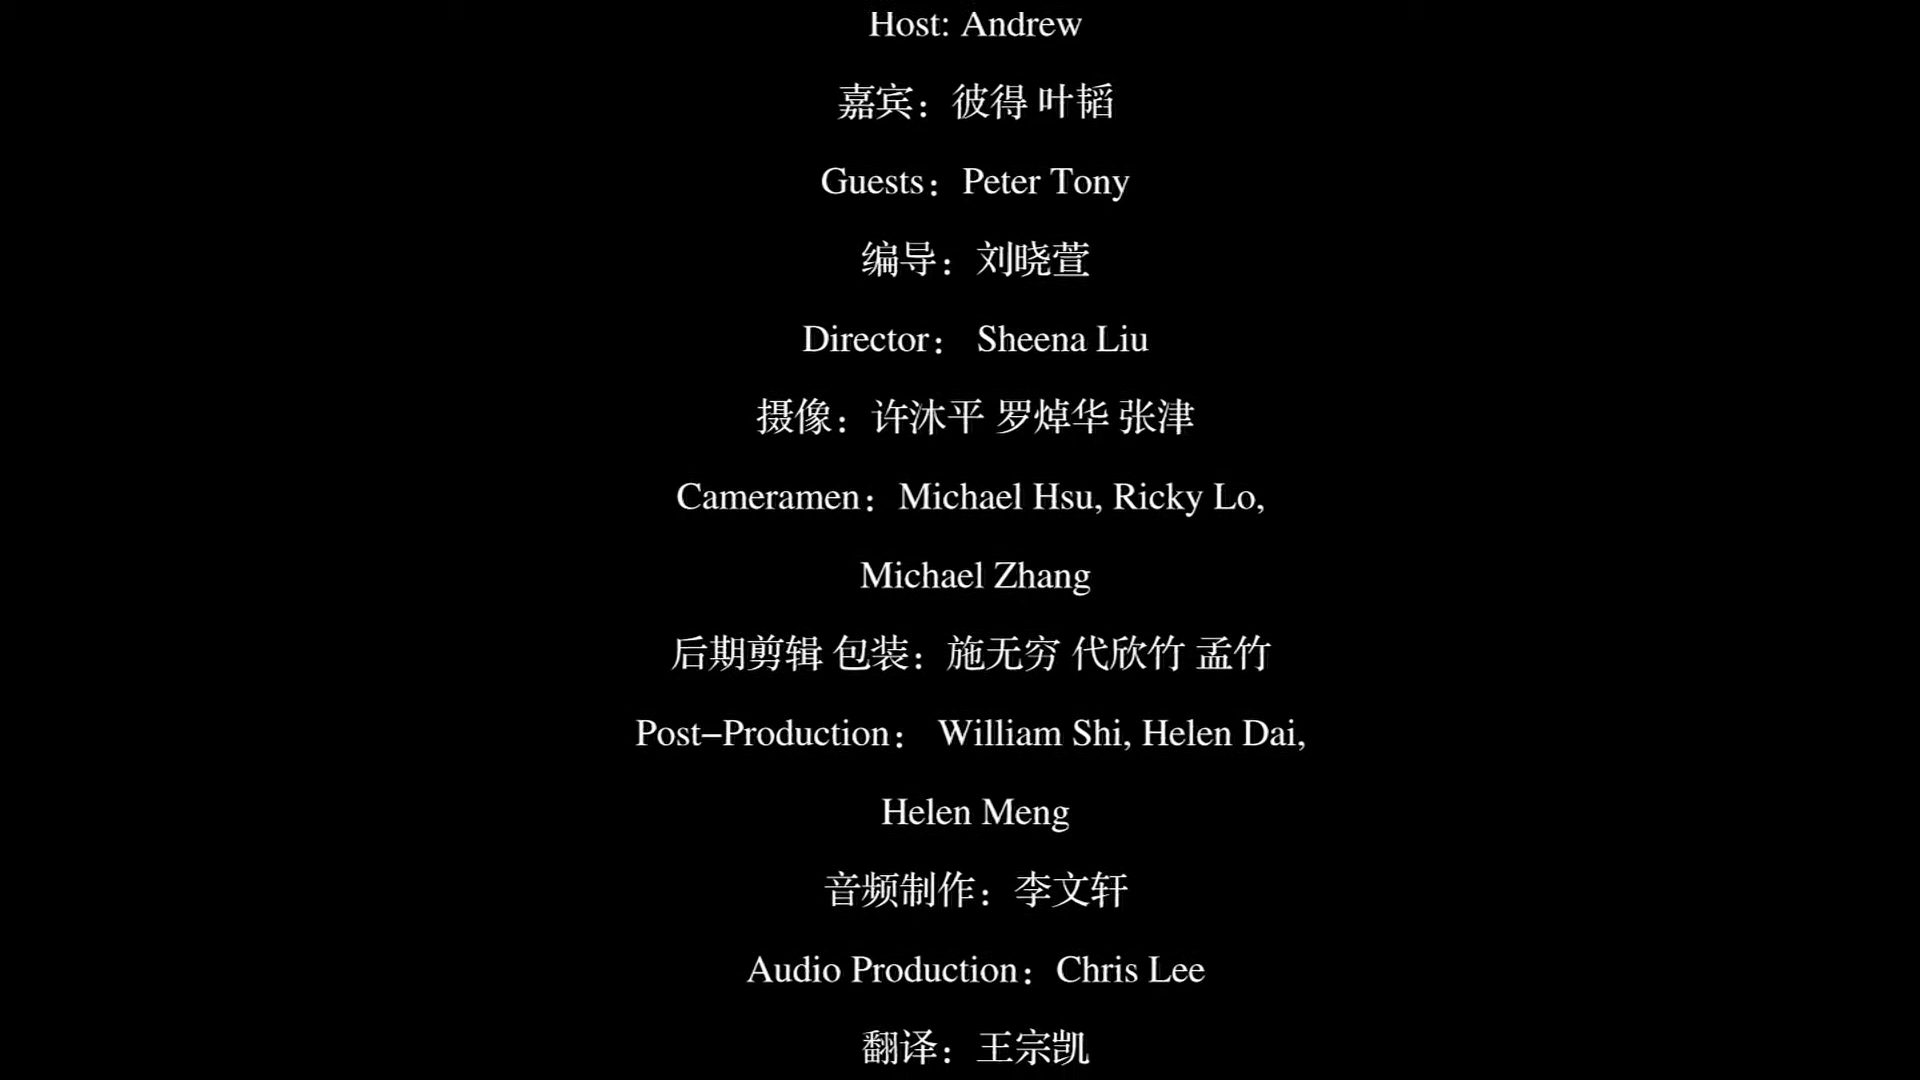 Host: Andrew
嘉宾：彼得 叶韬
Guests：Peter Tony
编导：刘晓萱
Director： Sheena Liu
摄像：许沐平 罗焯华 张津
Cameramen：Michael Hsu, Ricky Lo,
Michael Zhang
后期剪辑 包装：施无穷 代欣竹 孟竹
Post-Production： William Shi, Helen Dai,
Helen Meng
音频制作：李文轩
Audio Production：Chris Lee
翻译：王宗凯